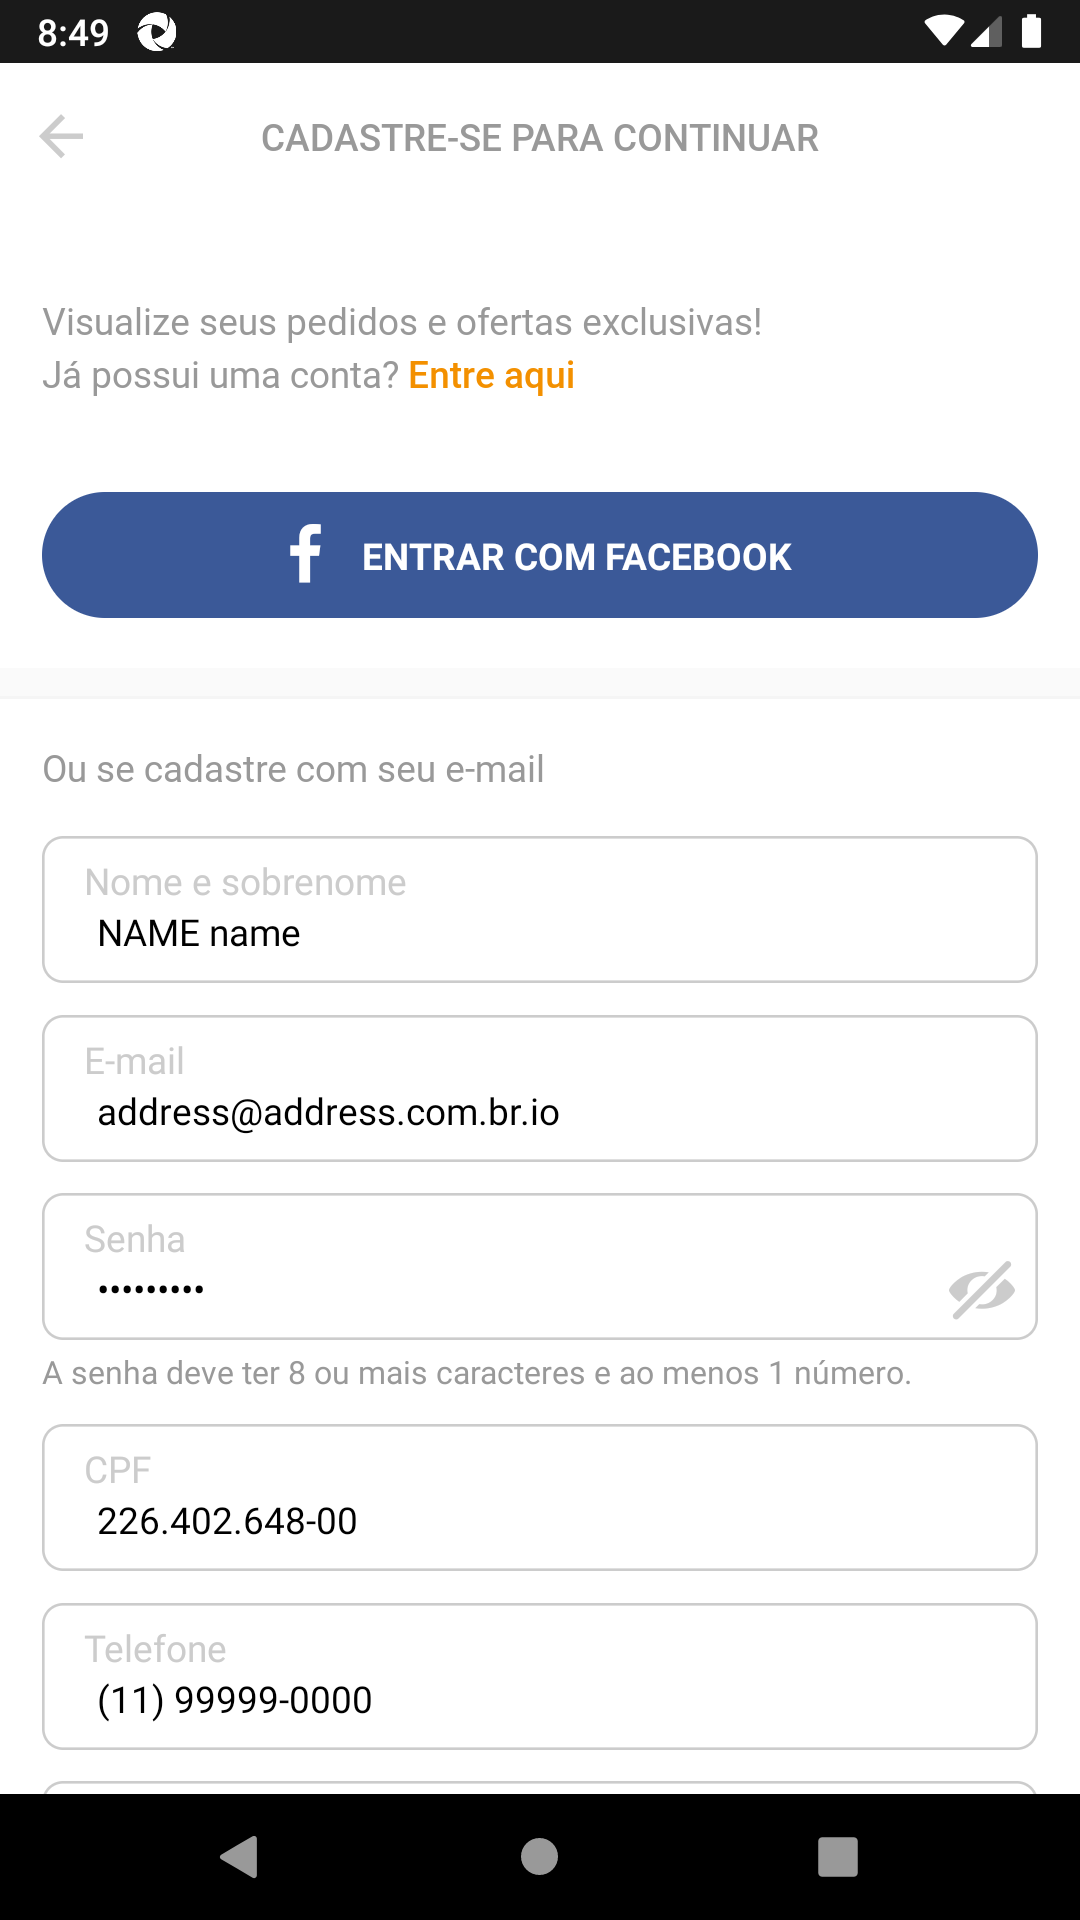 8:49
CADASTRE-SE PARA CONTINUAR
Visualize seus pedidos e ofertas exclusivas!
Já possui uma conta? Entre aqui
ENTRAR COM FACEBOOK
Ou se cadastre com seu e-mail
Nome e sobrenome
NAME name
E-mail
address@address.com.br.io
Senha
•••••••••
A senha deve ter 8 ou mais caracteres e ao menos 1 número.
CPF
226.402.648-00
Telefone
(11) 99999-0000